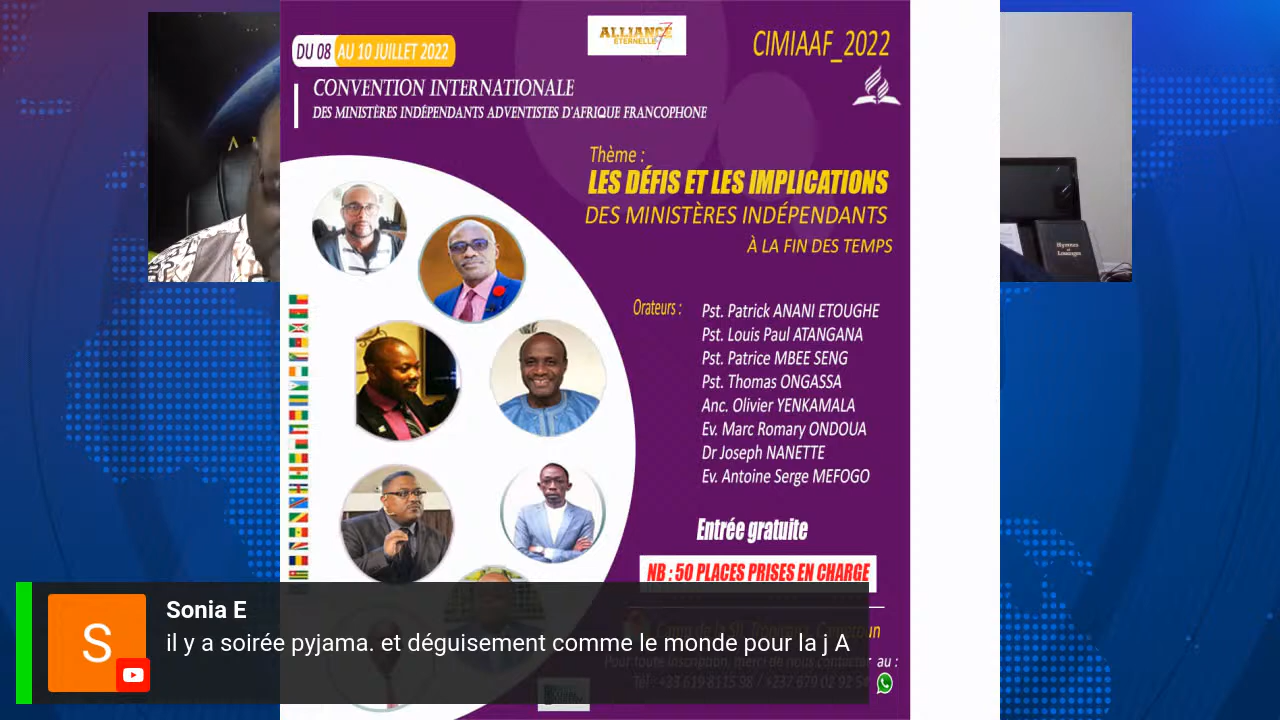 ALLIANCE 7
ETERNELLE
CIMIAAF_2022
DU 08 AU 10 JUILLET 2022
CONVENTION INTERNATIONALE
DES MINISTÈRES INDÉPENDANTS ADVENTISTES D'AFRIQUE FRANCOPHONE
Thème :
LES DÉFIS ET LES IMPLICATIONS
DES MINISTÈRES INDÉPENDANTS
À LA FIN DES TEMPS
Hymnes
et
Louanges
Orateurs :
Pst. Patrick ANANI ETOUGHE
Pst. Louis Paul ATANGANA
Pst. Patrice MBEE SENG
Pst. Thomas ONGASSA
Anc. Olivier YENKAMALA
Ev. Marc Romary ONDOUA
Dr Joseph NANETTE
Ev. Antoine Serge MEFOGO
Entrée gratuite
NB : 50 PLACES PRISES EN CHARGE
Cameroun
Pour toute inscription, merci de nous contacter au :
S
Sonia E
il y a soirée pyjama. et déguisement comme le monde pour la j A